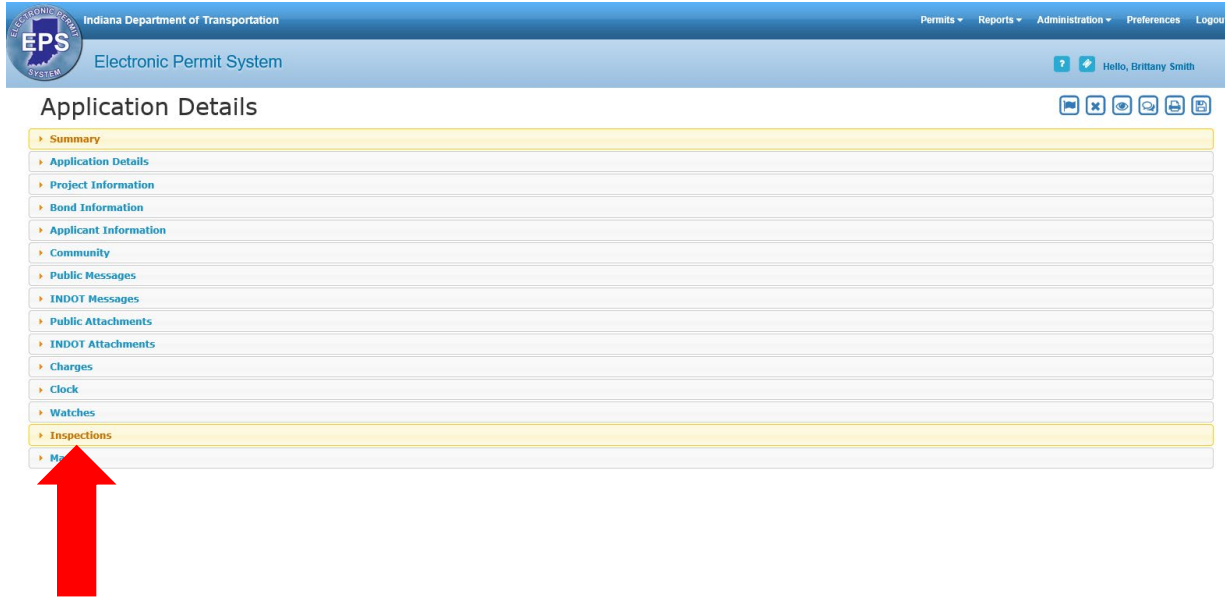 ELECTRONIC PERMIT
EPS
SYSTEM
Indiana Department of Transportation
Permits Reports Administration Preferences
Electronic Permit System
? Hello, Brittany Smith
Application Details
Summary
Application Details
Project Information
Bond Information
Applicant Information
Community
Public Messages
INDOT Messages
Public Attachments
INDOT Attachments
Charges
Clock
Watches
Inspections